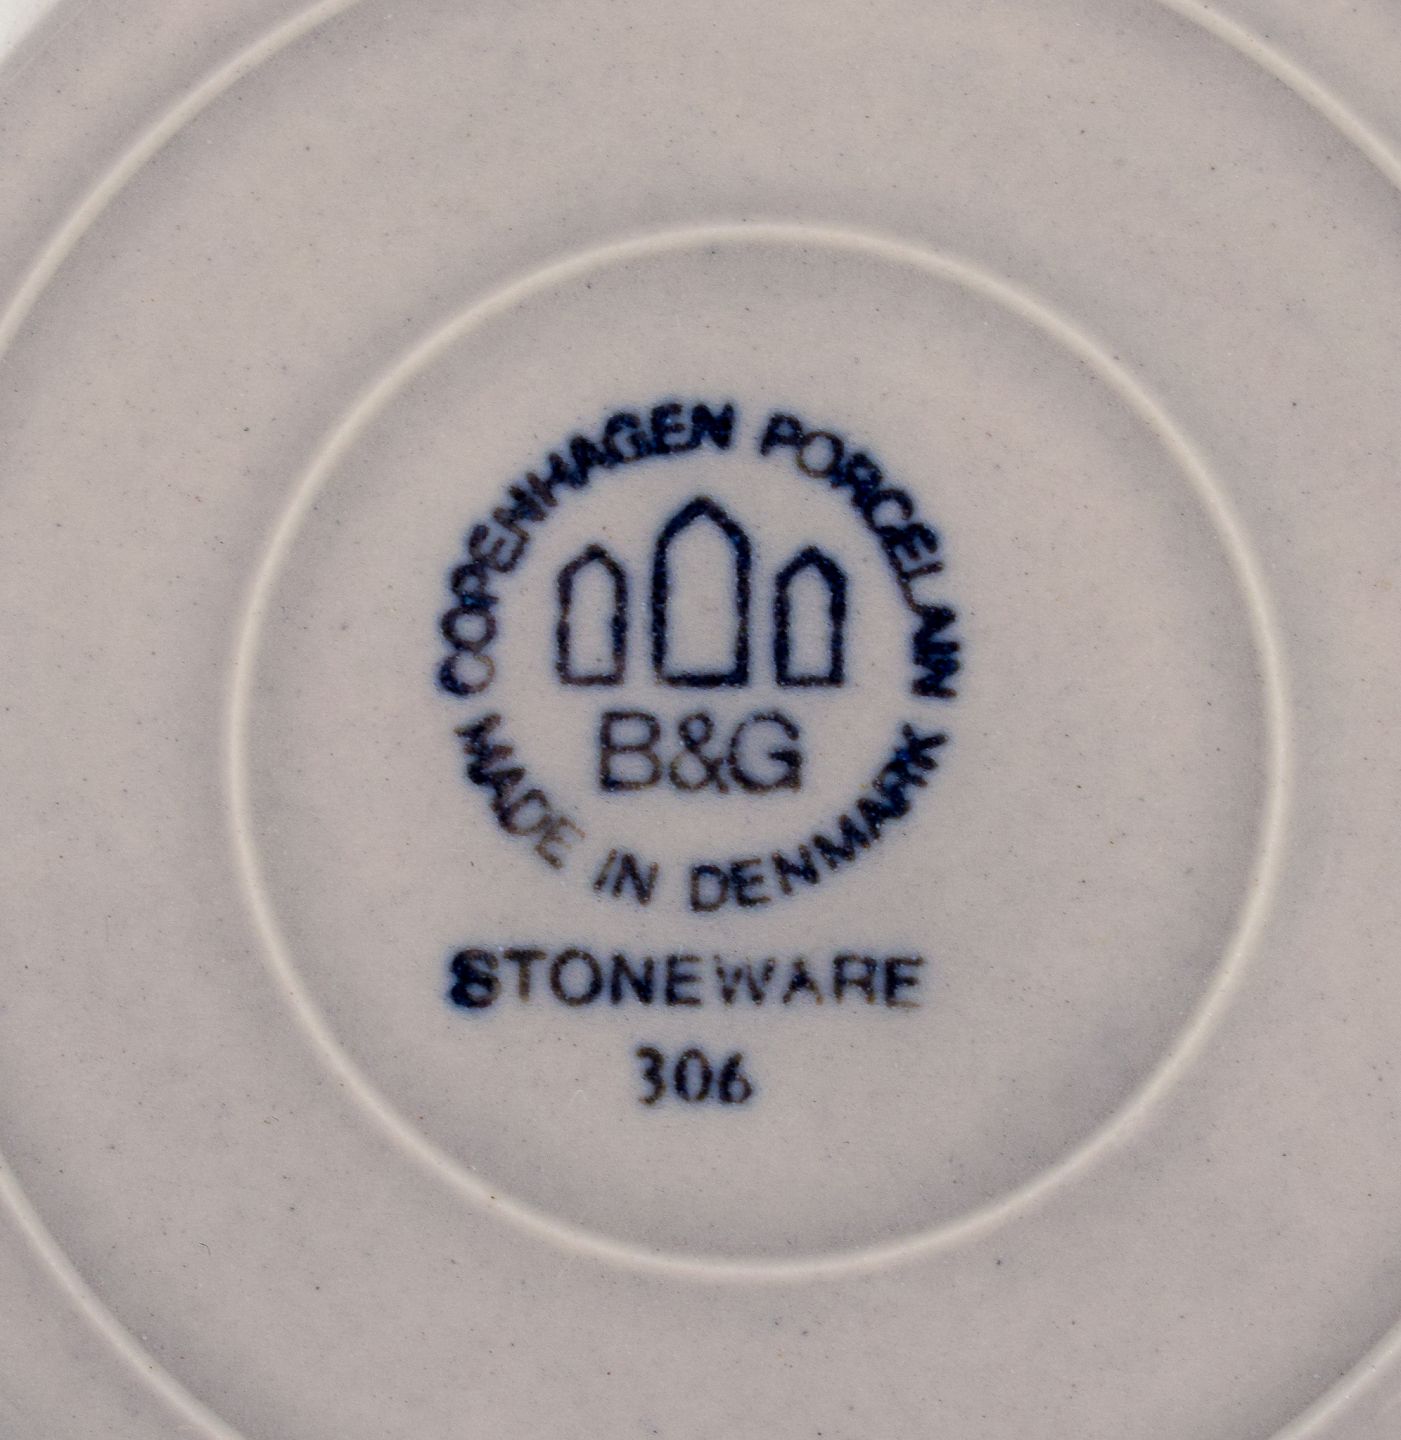 COPENHAGEN PORCELAIN
B&G
MADE IN DENMARK
STONEWARE
306